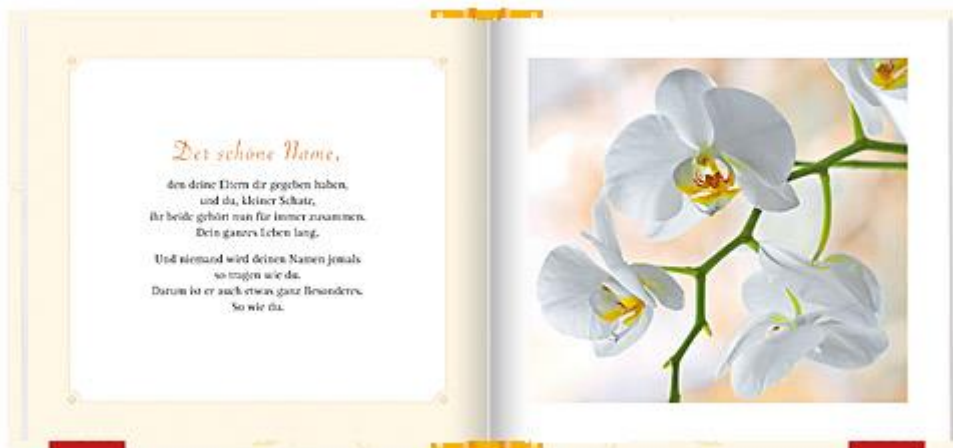 Der schöne Name,
den deine Eltern dir gegeben haben,
und du, kleiner Schatz,
ihr beide gehört nun für immer zusammen.
Dein ganzes Leben lang.
Und niemand wird deinen Namen jemals
so tragen wie du.
Darum ist er auch etwas ganz Besonderes.
So wie du.